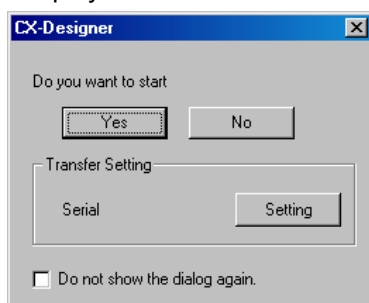 CX-Designer
Do you want to start
Yes No
Transfer Setting
Serial Setting
Do not show the dialog again.